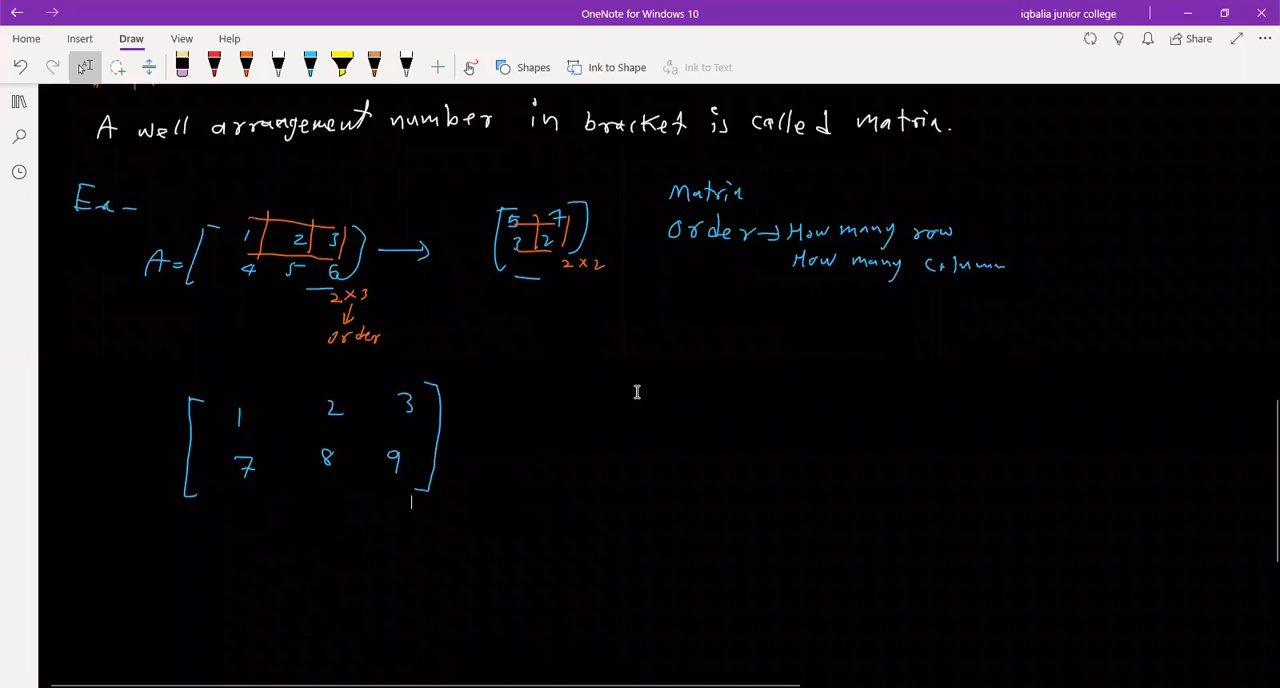 OneNote for Windows 10
iqbalia junior college
Home Insert Draw View Help
Shapes Ink to Shape Ink to Text Share
A well arrangement number in bracket is called matrix.
Ex -
A = [ 1 2 3
4 5 6 ] 2 × 3
order
[ 5 7
3 2 ] 2 × 2
Matrix
Order → How many row
How many column
[ 1 2 3
7 8 9 ]